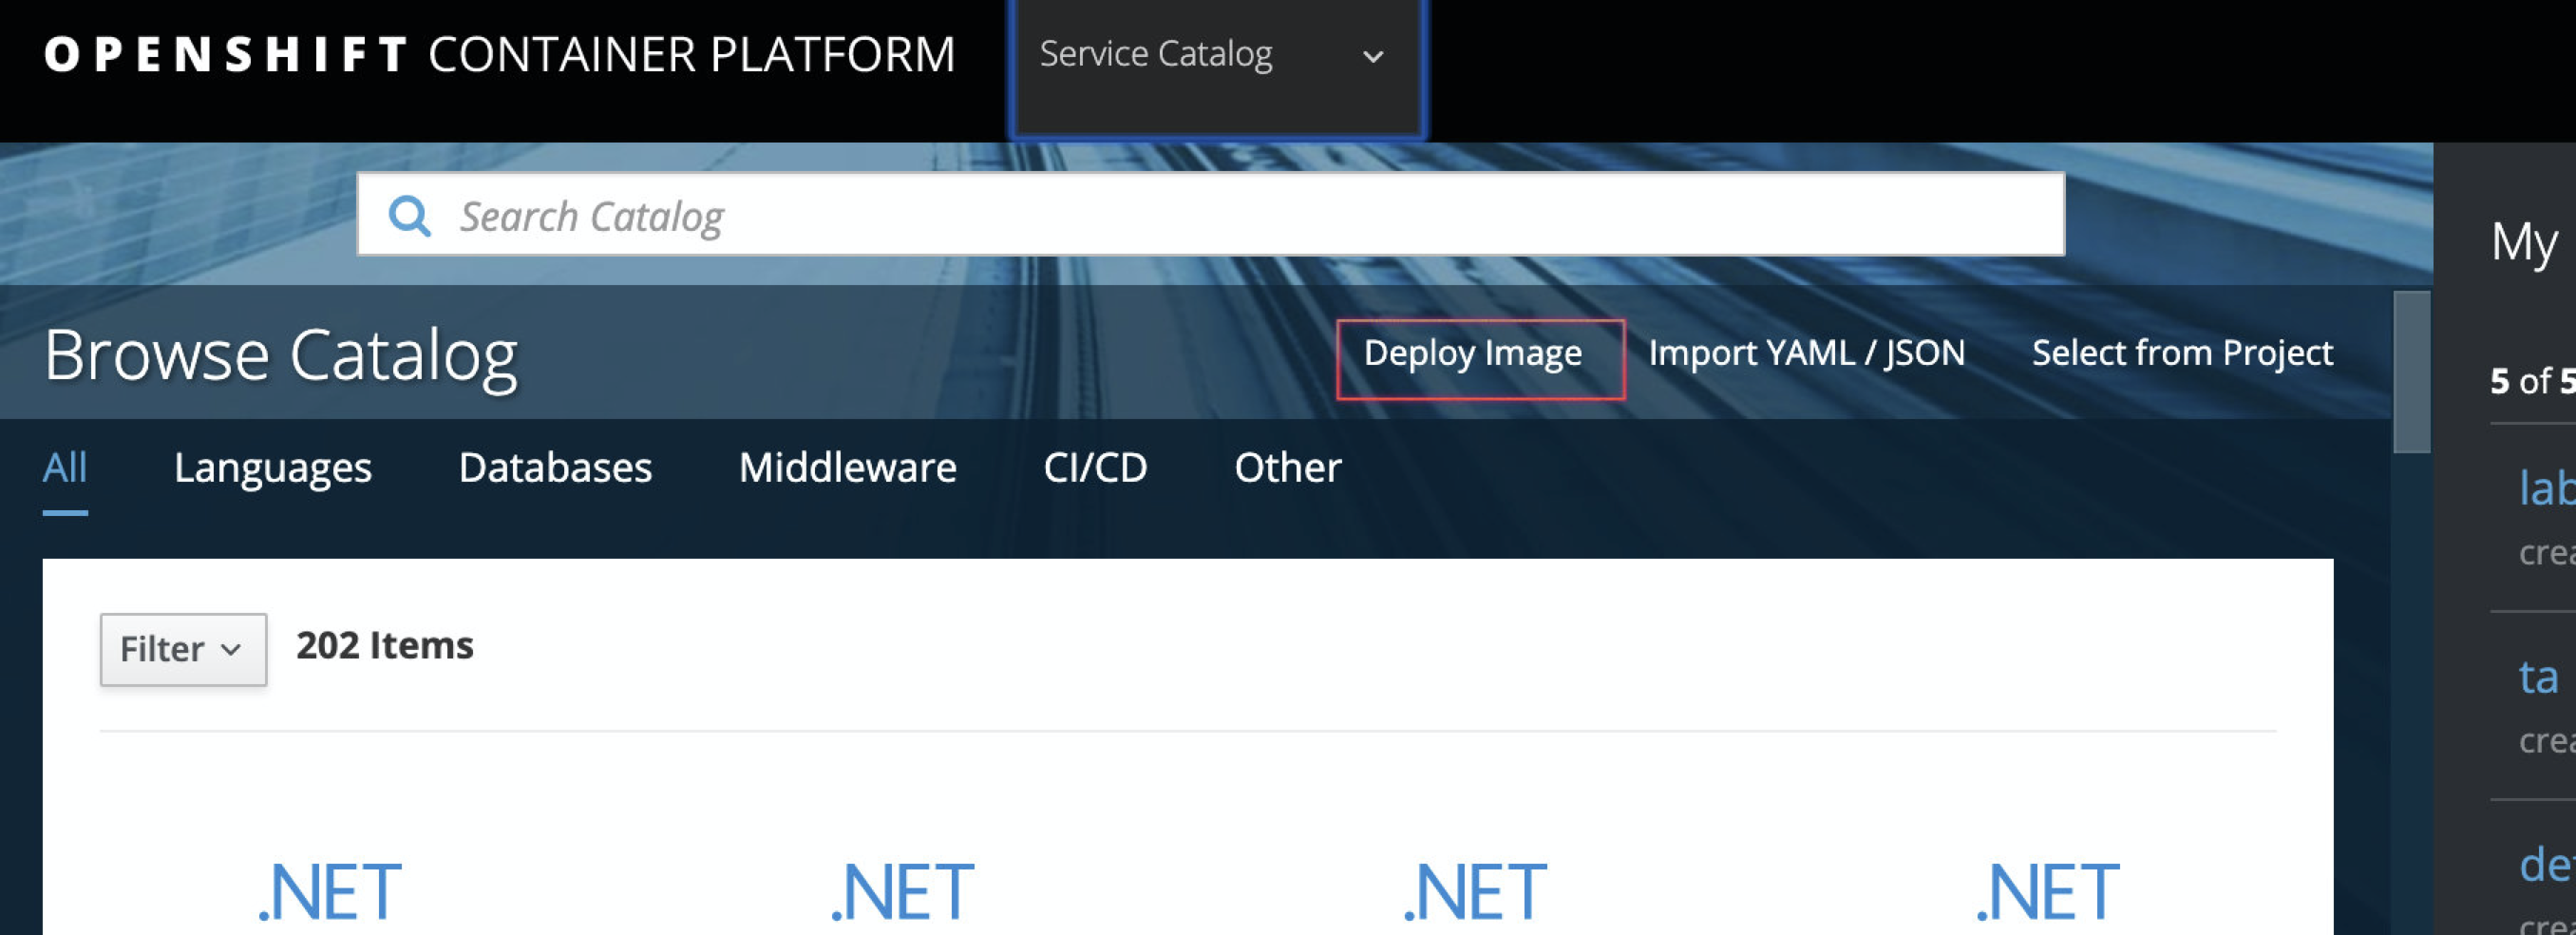 OPENSHIFT CONTAINER PLATFORM
Service Catalog
Search Catalog
My
Browse Catalog
Deploy Image
Import YAML / JSON
Select from Project
5 of 5
All
Languages
Databases
Middleware
CI/CD
Other
lab
crea
Filter
202 Items
ta
crea
.NET
.NET
.NET
.NET
de
crea